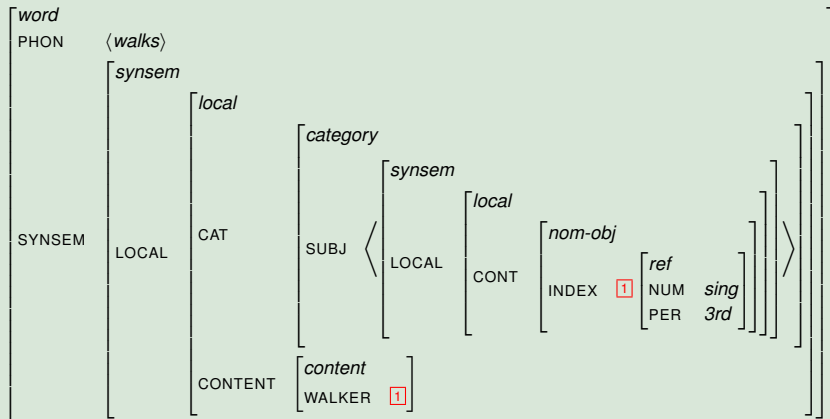 word
PHON ⟨walks⟩
synsem
local
category
synsem
local
nom-obj
ref
SYNSEM LOCAL CAT SUBJ ⟨ LOCAL CONT INDEX 1 NUM sing ⟩
PER 3rd
content
CONTENT
WALKER 1